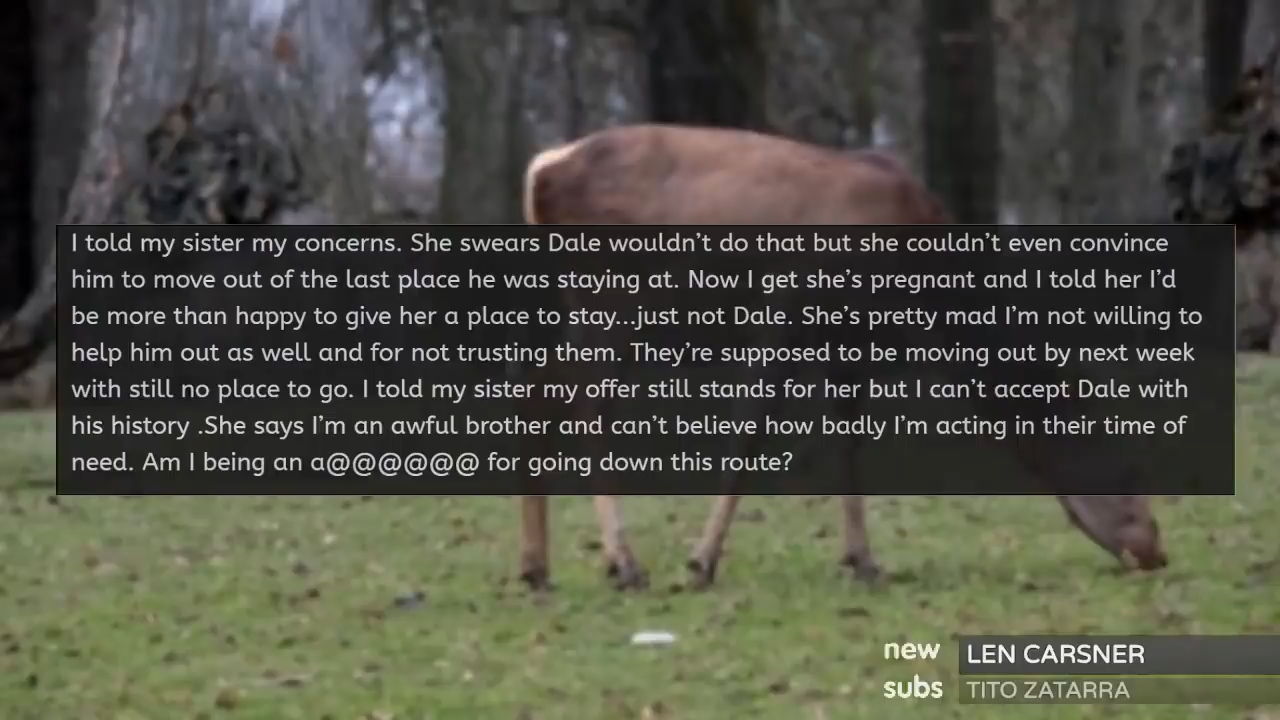 I told my sister my concerns. She swears Dale wouldn't do that but she couldn't even convince
him to move out of the last place he was staying at. Now I get she's pregnant and I told her I'd
be more than happy to give her a place to stay...just not Dale. She's pretty mad I'm not willing to
help him out as well and for not trusting them. They're supposed to be moving out by next week
with still no place to go. I told my sister my offer still stands for her but I can't accept Dale with
his history .She says I'm an awful brother and can't believe how badly I'm acting in their time of
need. Am I being an a@@@@@@ for going down this route?
new
LEN CARSNER
subs
TITO ZATARRA